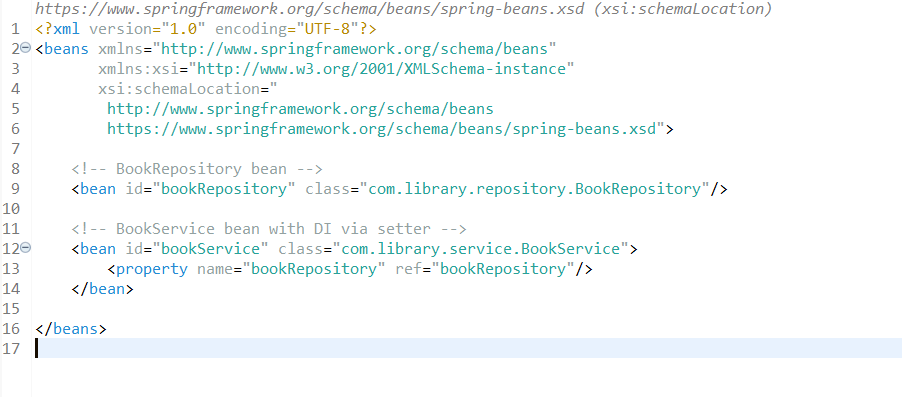 https://www.springframework.org/schema/beans/spring-beans.xsd (xsi:schemaLocation)
1 <?xml version="1.0" encoding="UTF-8"?>
2 <beans xmlns="http://www.springframework.org/schema/beans"
3        xmlns:xsi="http://www.w3.org/2001/XMLSchema-instance"
4        xsi:schemaLocation="
5         http://www.springframework.org/schema/beans
6         https://www.springframework.org/schema/beans/spring-beans.xsd">
7
8     <!-- BookRepository bean -->
9     <bean id="bookRepository" class="com.library.repository.BookRepository"/>
10
11     <!-- BookService bean with DI via setter -->
12     <bean id="bookService" class="com.library.service.BookService">
13         <property name="bookRepository" ref="bookRepository"/>
14     </bean>
15
16 </beans>
17